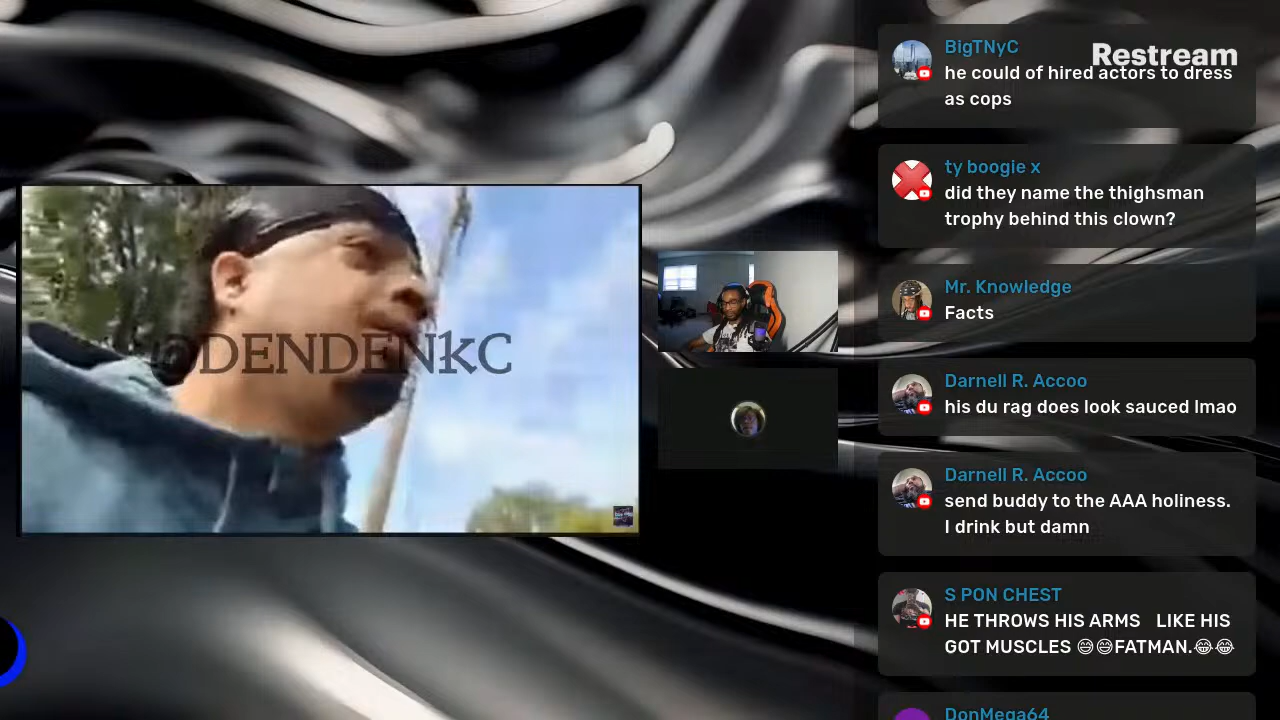 Restream
BigTNyC
he could of hired actors to dress
as cops
ty boogie x
did they name the thighsman
trophy behind this clown?
Mr. Knowledge
Facts
Darnell R. Accoo
his du rag does look sauced lmao
Darnell R. Accoo
send buddy to the AAA holiness.
I drink but damn
S PON CHEST
HE THROWS HIS ARMS LIKE HIS
GOT MUSCLES 😅😅FATMAN.😂😂
DonMega64
@DENDENkC